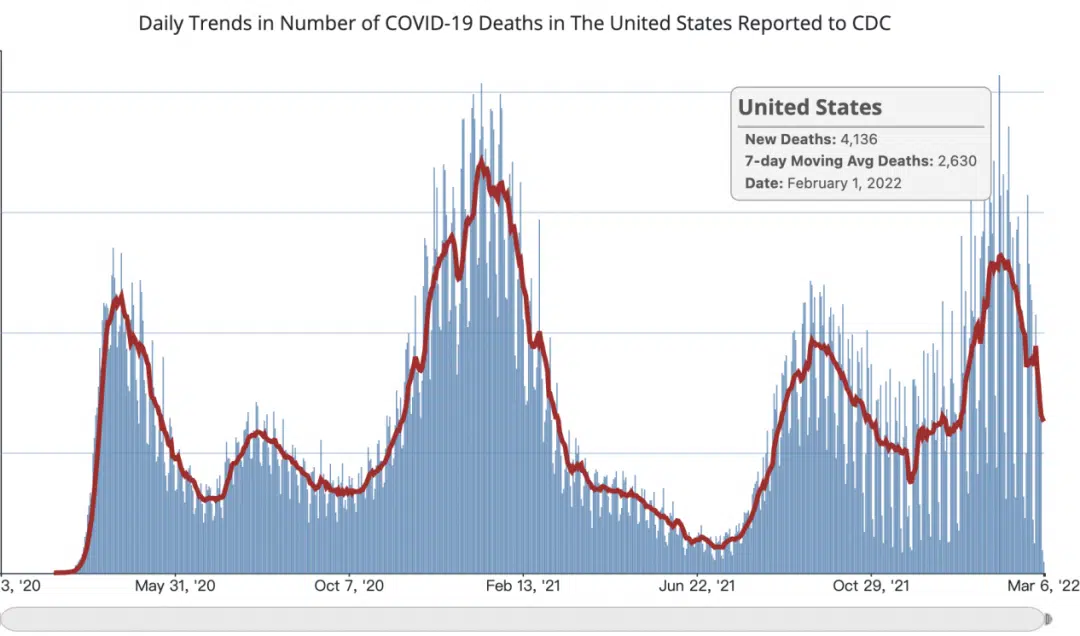 Daily Trends in Number of COVID-19 Deaths in The United States Reported to CDC
United States
New Deaths: 4,136
7-day Moving Avg Deaths: 2,630
Date: February 1, 2022
3, '20 May 31, '20 Oct 7, '20 Feb 13, '21 Jun 22, '21 Oct 29, '21 Mar 6, '22